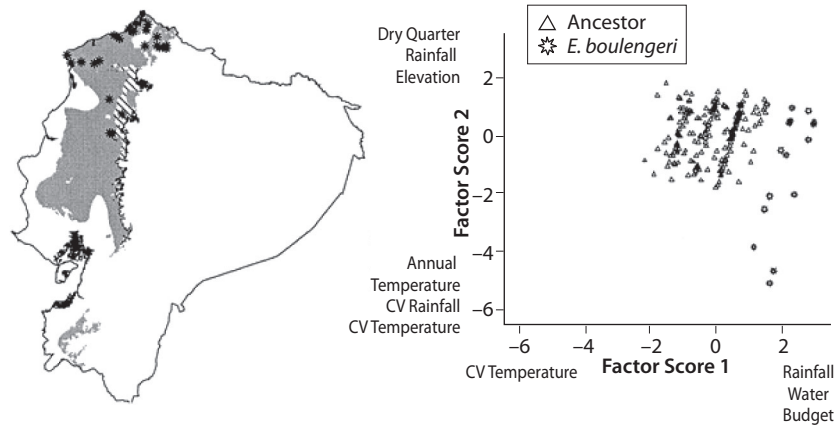 Dry Quarter
Rainfall
Elevation
△ Ancestor
E. boulengeri
2
0
−2
−4
−6
Factor Score 2
Annual
Temperature
CV Rainfall
CV Temperature
−6
−4
−2
0
2
CV Temperature
Factor Score 1
Rainfall
Water
Budget